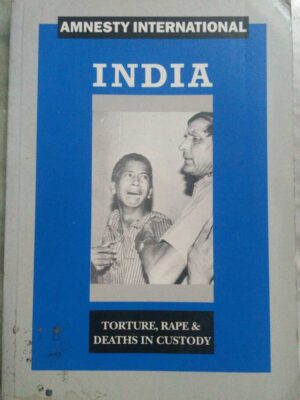 AMNESTY INTERNATIONAL
INDIA
TORTURE, RAPE &
DEATHS IN CUSTODY